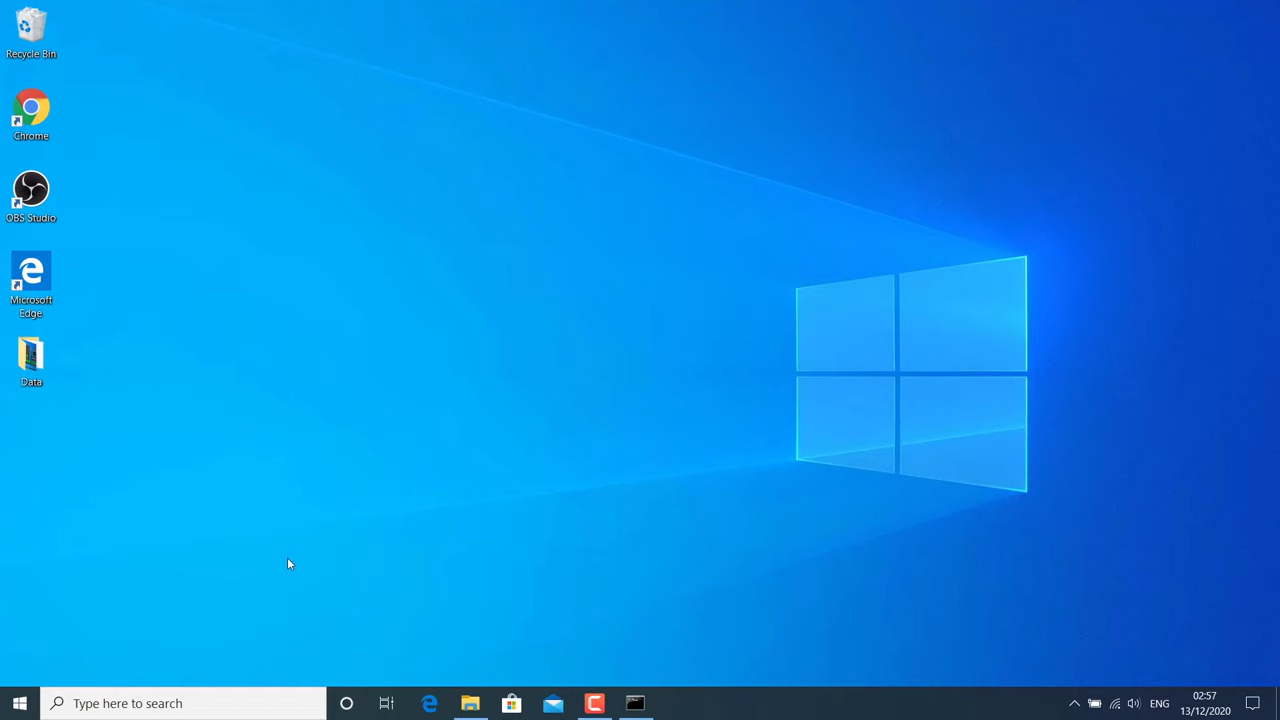 Recycle Bin
Chrome
OBS Studio
Microsoft
Edge
Data
Type here to search
ENG
02:57
13/12/2020